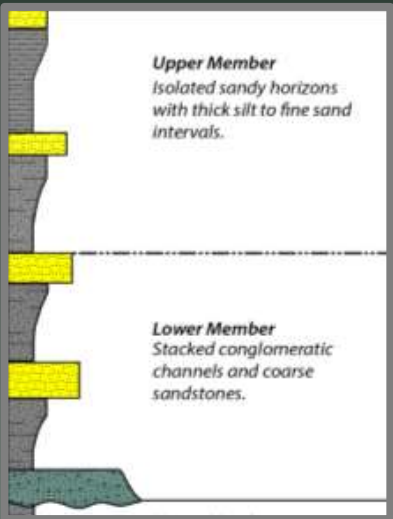 Upper Member
Isolated sandy horizons
with thick silt to fine sand
intervals.
Lower Member
Stacked conglomeratic
channels and coarse
sandstones.